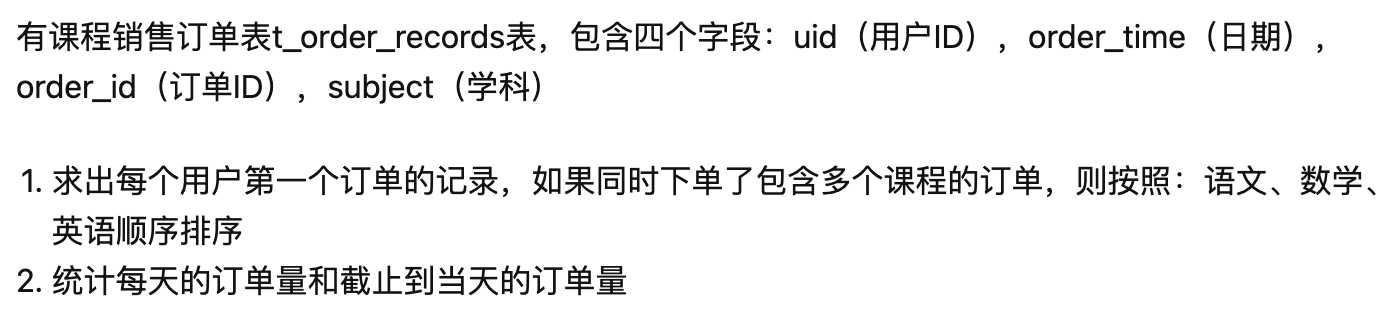 有课程销售订单表t_order_records表，包含四个字段：uid（用户ID），order_time（日期），
order_id（订单ID），subject（学科）
1. 求出每个用户第一个订单的记录，如果同时下单了包含多个课程的订单，则按照：语文、数学、
英语顺序排序
2. 统计每天的订单量和截止到当天的订单量